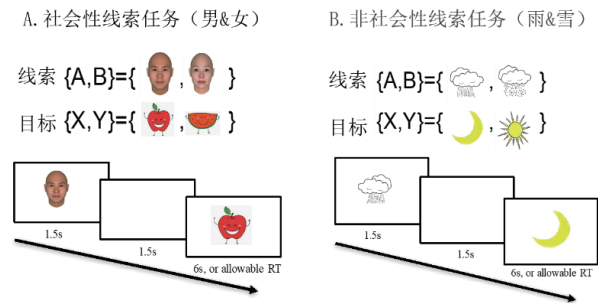 A.社会性线索任务（男&女）
线索 {A,B}={ , }
目标 {X,Y}={ , }
1.5s
1.5s
6s, or allowable RT
B.非社会性线索任务（雨&雪）
线索 {A,B}={ , }
目标 {X,Y}={ , }
1.5s
1.5s
6s, or allowable RT